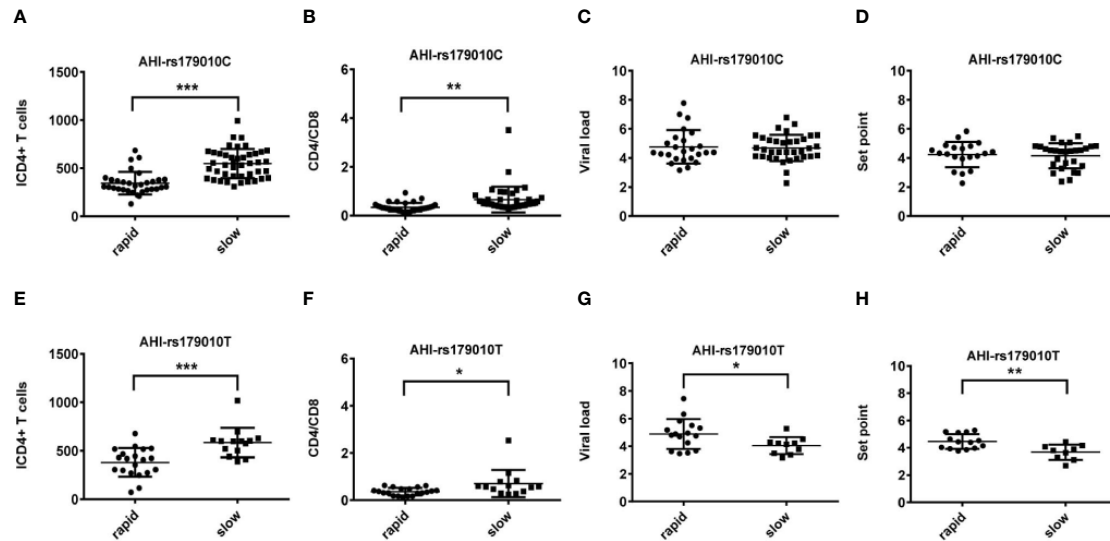 A
B
C
D
AHI-rs179010C
AHI-rs179010C
AHI-rs179010C
AHI-rs179010C
ICD4+ T cells
1500
1000
500
0
***
rapid
slow
CD4/CD8
6
4
2
0
**
rapid
slow
Viral load
10
8
6
4
2
0
rapid
slow
Set point
10
8
6
4
2
0
rapid
slow
E
F
G
H
AHI-rs179010T
AHI-rs179010T
AHI-rs179010T
AHI-rs179010T
ICD4+ T cells
1500
1000
500
0
***
rapid
slow
CD4/CD8
6
4
2
0
*
rapid
slow
Viral load
10
8
6
4
2
0
*
rapid
slow
Set point
10
8
6
4
2
0
**
rapid
slow